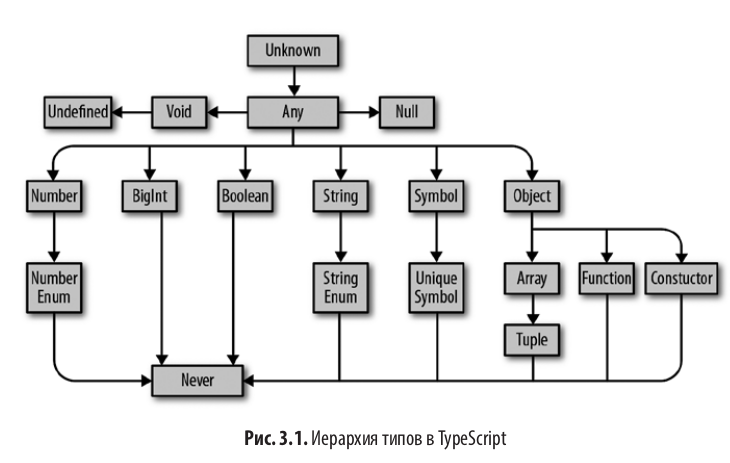 Unknown
Undefined
Void
Any
Null
Number
BigInt
Boolean
String
Symbol
Object
Number
Enum
String
Enum
Unique
Symbol
Array
Function
Constuctor
Tuple
Never
Рис. 3.1. Иерархия типов в TypeScript